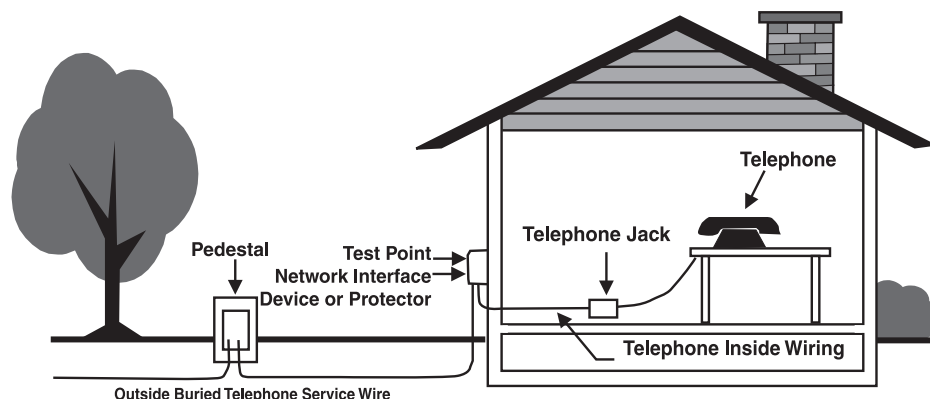 Telephone
Telephone Jack
Pedestal
Test Point
Network Interface
Device or Protector
Telephone Inside Wiring
Outside Buried Telephone Service Wire